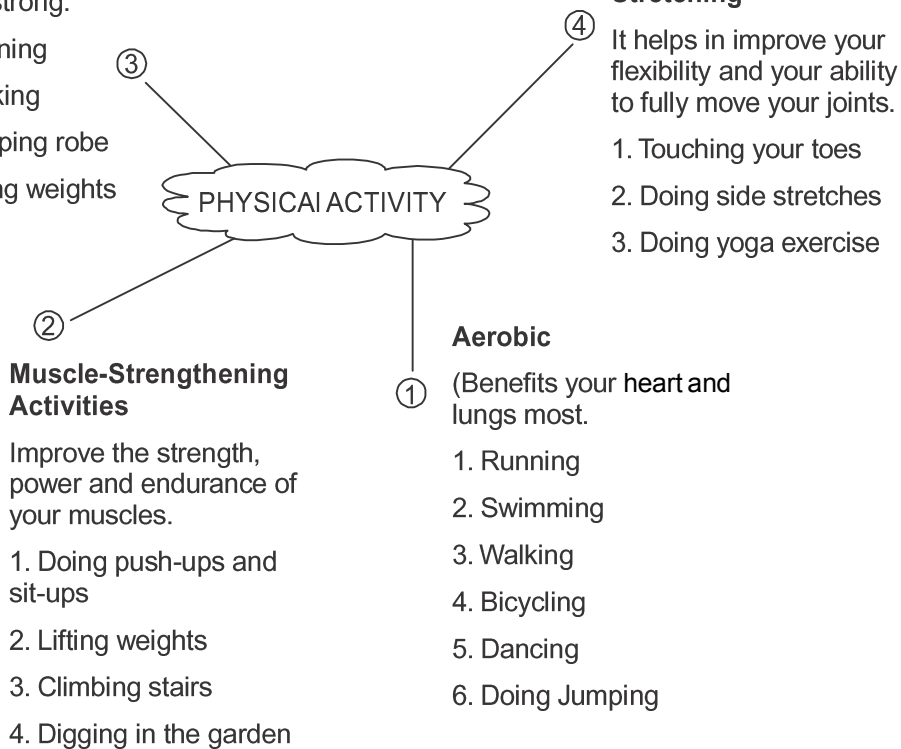 strong.
ning
king
ping robe
ng weights
③
④
Stretching
It helps in improve your
flexibility and your ability
to fully move your joints.
1. Touching your toes
2. Doing side stretches
3. Doing yoga exercise
PHYSICAl ACTIVITY
②
Muscle-Strengthening
Activities
Improve the strength,
power and endurance of
your muscles.
1. Doing push-ups and
sit-ups
2. Lifting weights
3. Climbing stairs
4. Digging in the garden
①
Aerobic
(Benefits your heart and
lungs most.
1. Running
2. Swimming
3. Walking
4. Bicycling
5. Dancing
6. Doing Jumping